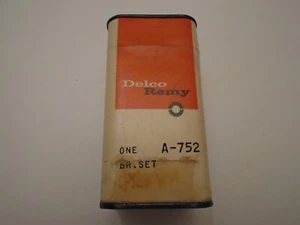 Delco
Remy
ONE A-752
BR.SET